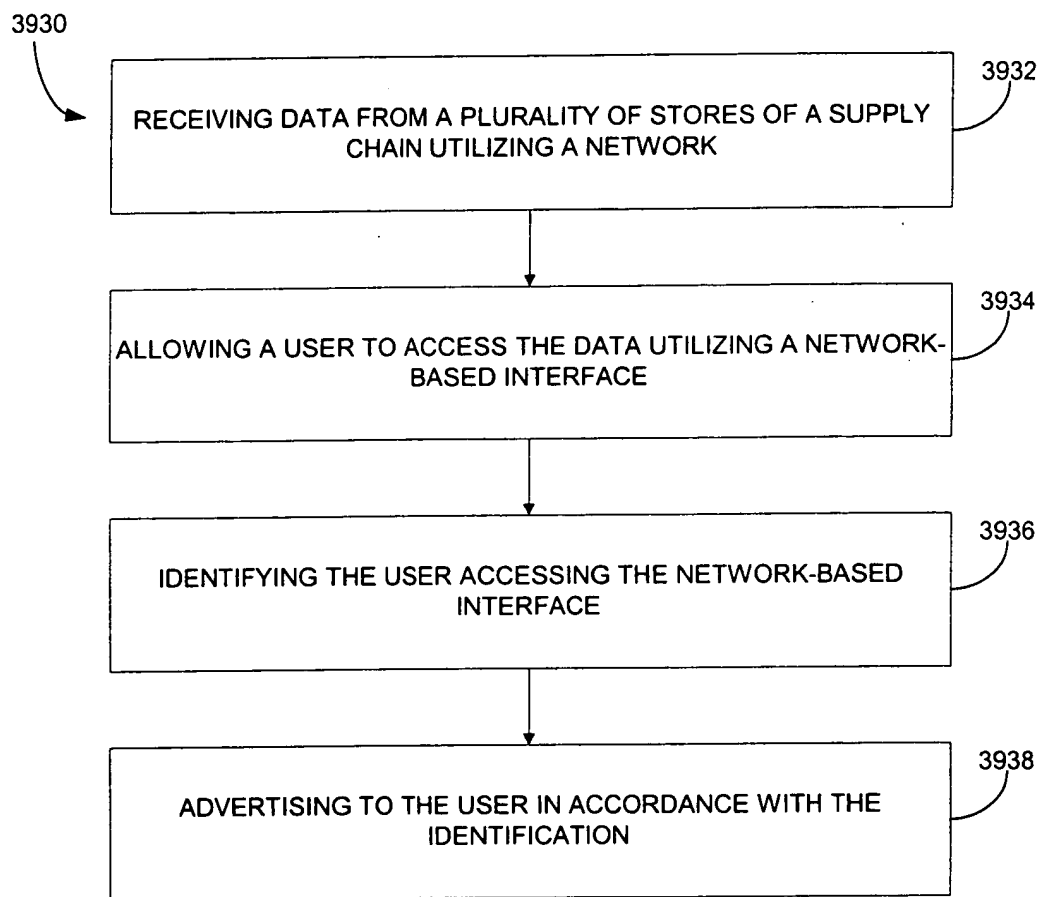 3930
3932
RECEIVING DATA FROM A PLURALITY OF STORES OF A SUPPLY
CHAIN UTILIZING A NETWORK
3934
ALLOWING A USER TO ACCESS THE DATA UTILIZING A NETWORK-
BASED INTERFACE
3936
IDENTIFYING THE USER ACCESSING THE NETWORK-BASED
INTERFACE
3938
ADVERTISING TO THE USER IN ACCORDANCE WITH THE
IDENTIFICATION